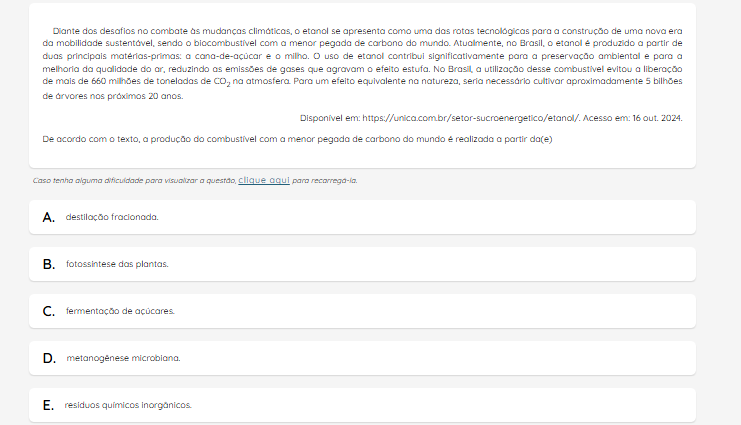 Diante dos desafios no combate às mudanças climáticas, o etanol se apresenta como uma das rotas tecnológicas para a construção de uma nova era
da mobilidade sustentável, sendo o biocombustível com a menor pegada de carbono do mundo. Atualmente, no Brasil, o etanol é produzido a partir de
duas principais matérias-primas: a cana-de-açúcar e o milho. O uso de etanol contribui significativamente para a preservação ambiental e para a
melhoria da qualidade do ar, reduzindo as emissões de gases que agravam o efeito estufa. No Brasil, a utilização desse combustível evitou a liberação
de mais de 660 milhões de toneladas de CO₂ na atmosfera. Para um efeito equivalente na natureza, seria necessário cultivar aproximadamente 5 bilhões
de árvores nos próximos 20 anos.
Disponível em: https://unica.com.br/setor-sucroenergetico/etanol/. Acesso em: 16 out. 2024.
De acordo com o texto, a produção do combustível com a menor pegada de carbono do mundo é realizada a partir da(e)
Caso tenha alguma dificuldade para visualizar a questão, clique aqui para recarregá-la.
A. destilação fracionada.
B. fotossíntese das plantas.
C. fermentação de açúcares.
D. metanogênese microbiana.
E. resíduos químicos inorgânicos.